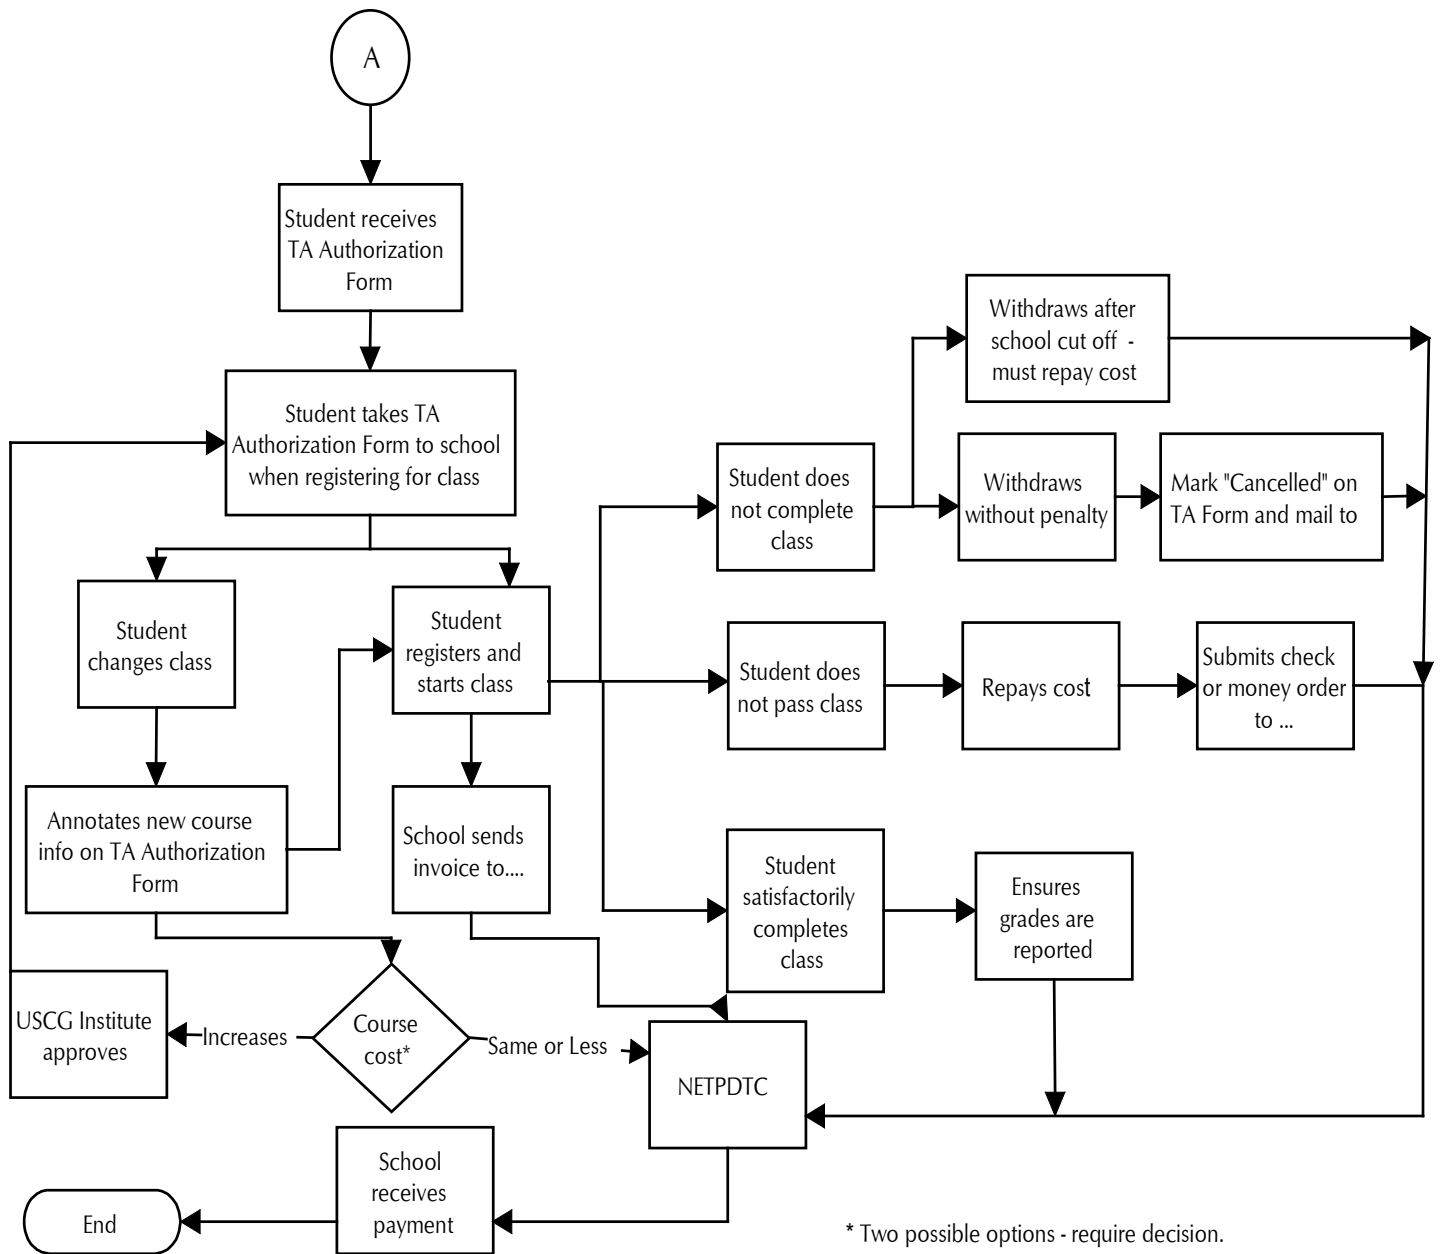 A
Student receives
TA Authorization
Form
Student takes TA
Authorization Form to school
when registering for class
Student
changes class
Student
registers and
starts class
Annotates new course
info on TA Authorization
Form
School sends
invoice to....
USCG Institute
approves
Increases
Course
cost*
Same or Less
NETPDTC
School
receives
payment
End
Student does
not complete
class
Withdraws after
school cut off -
must repay cost
Withdraws
without penalty
Mark "Cancelled" on
TA Form and mail to
Student does
not pass class
Repays cost
Submits check
or money order
to ...
Student
satisfactorily
completes
class
Ensures
grades are
reported
* Two possible options - require decision.